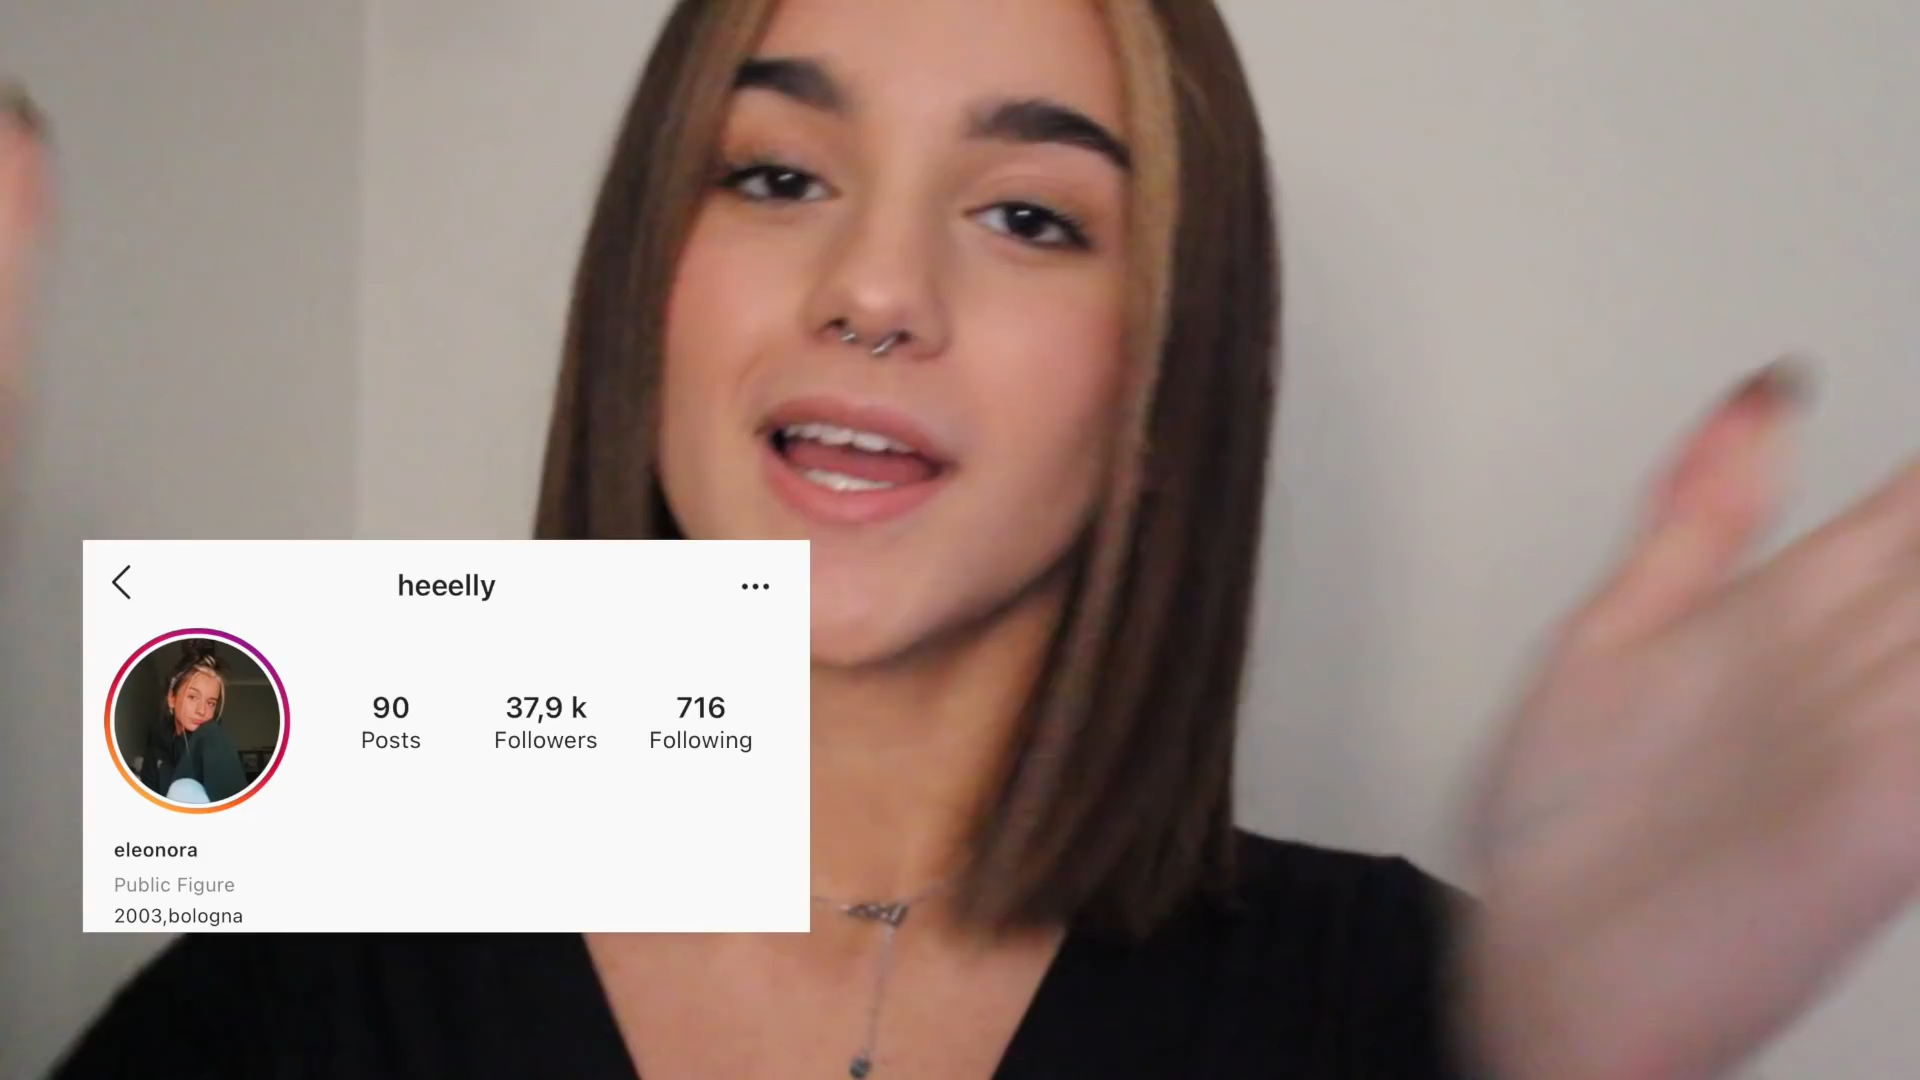 heeelly
90 37,9 k 716
Posts Followers Following
eleonora
Public Figure
2003,bologna